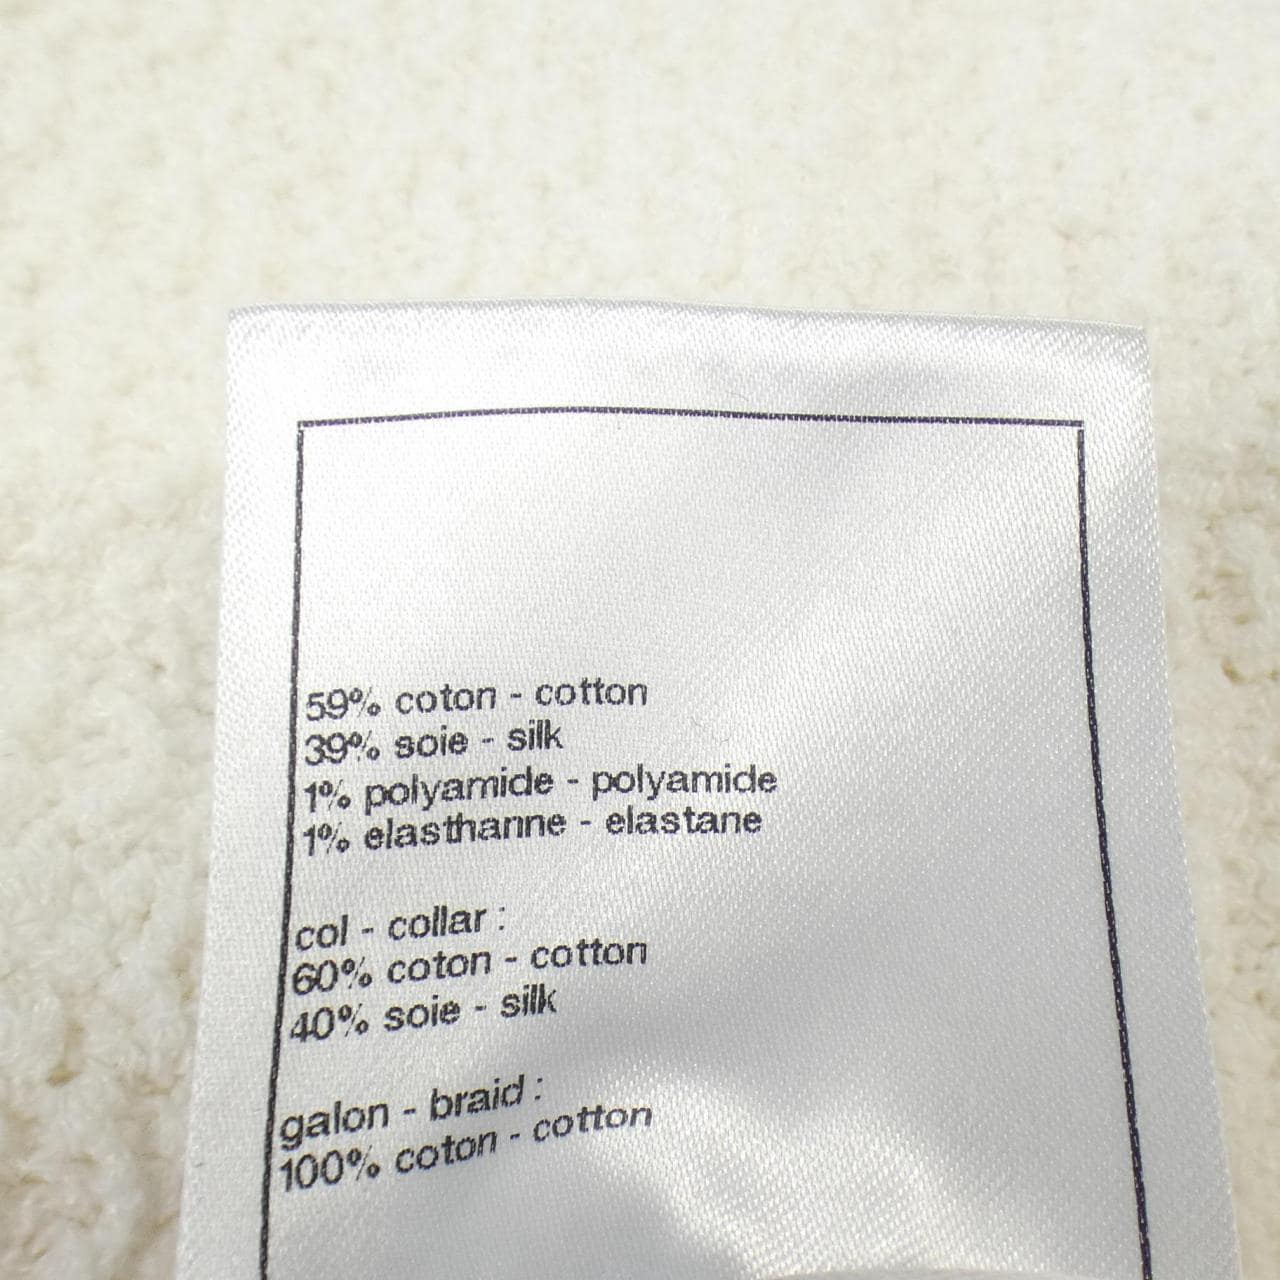 59% coton - cotton
39% soie - silk
1% polyamide - polyamide
1% elasthanne - elastane
col - collar :
60% coton - cotton
40% soie - silk
galon - braid :
100% coton - cotton